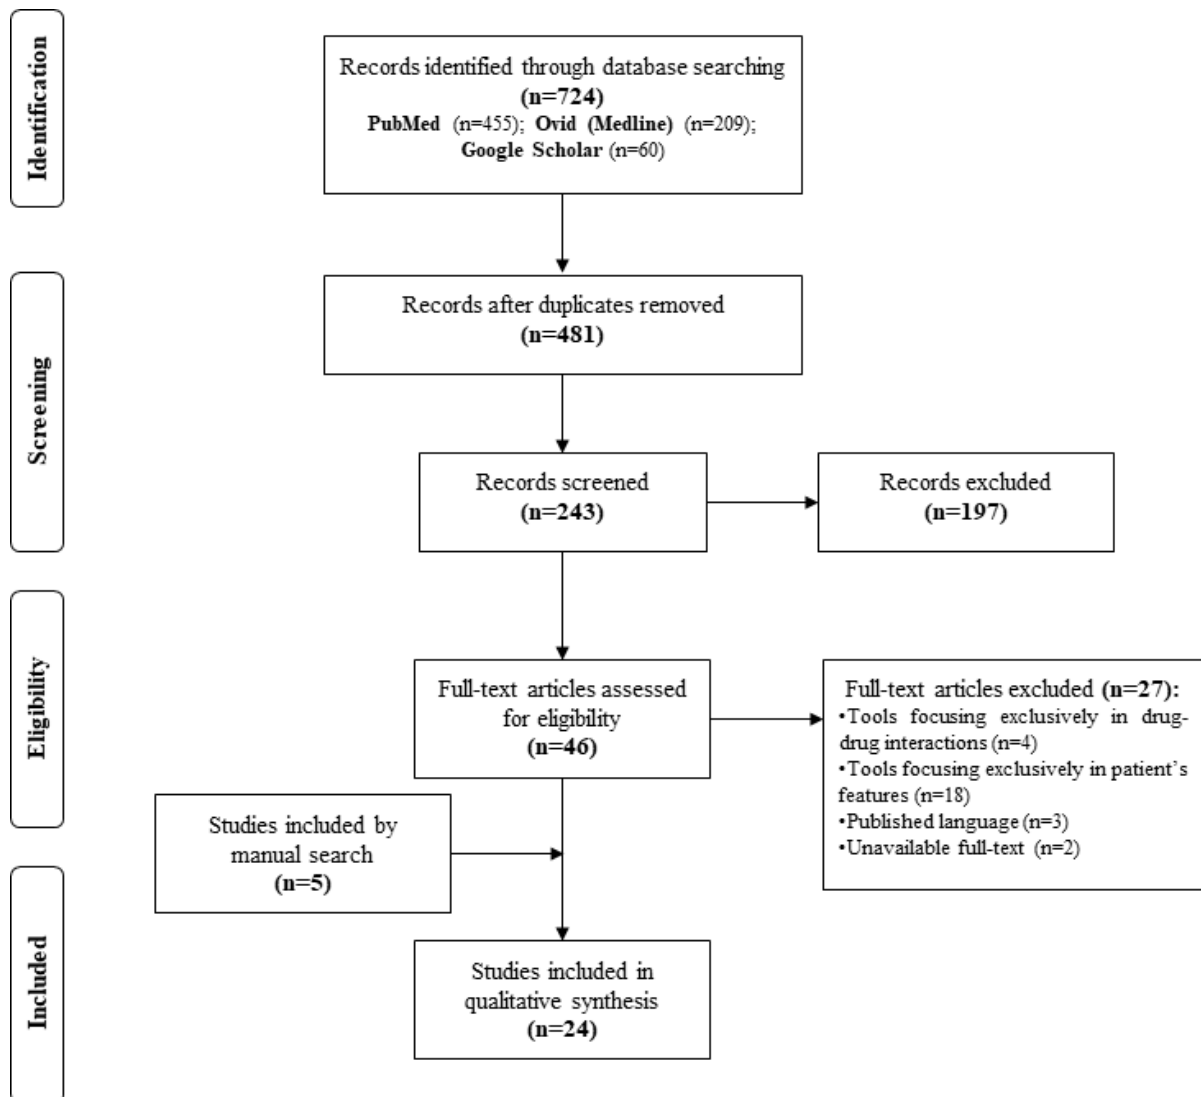 Identification
Records identified through database searching
(n=724)
PubMed (n=455); Ovid (Medline) (n=209);
Google Scholar (n=60)
Screening
Records after duplicates removed
(n=481)
Records screened
(n=243)
Records excluded
(n=197)
Eligibility
Full-text articles assessed
for eligibility
(n=46)
Full-text articles excluded (n=27):
•Tools focusing exclusively in drug-
drug interactions (n=4)
•Tools focusing exclusively in patient's
features (n=18)
•Published language (n=3)
•Unavailable full-text (n=2)
Studies included by
manual search
(n=5)
Included
Studies included in
qualitative synthesis
(n=24)